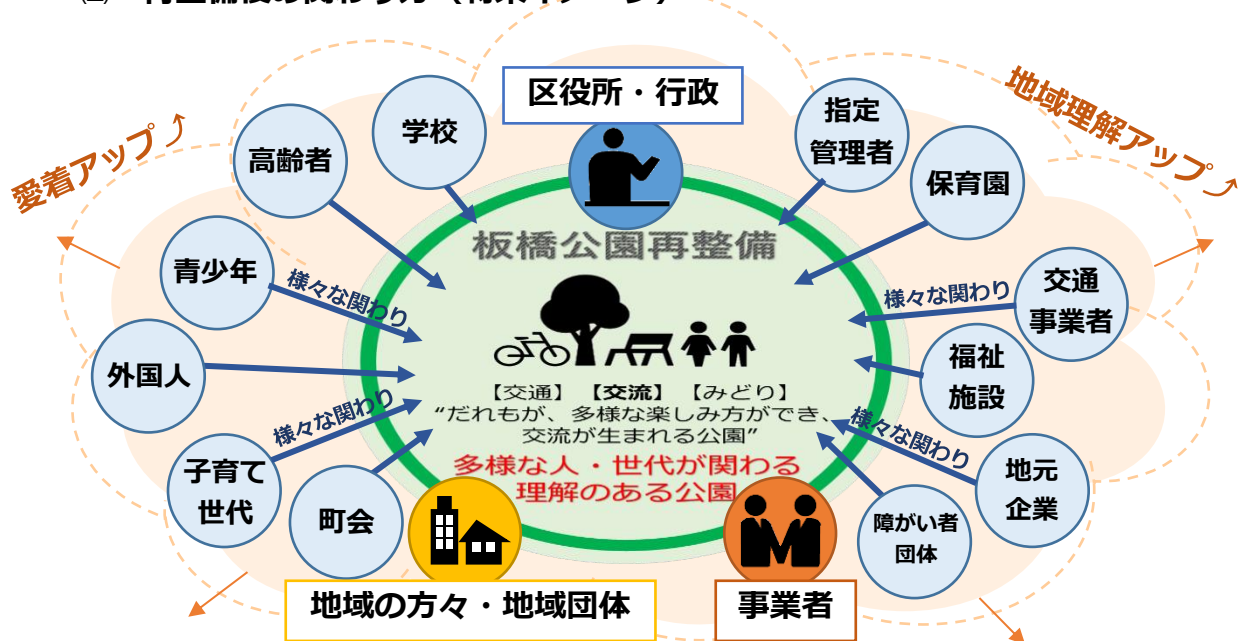 区役所・行政
学校
高齢者
青少年
外国人
子育て
世代
町会
指定
管理者
保育園
交通
事業者
福祉
施設
地元
企業
障がい者
団体
愛着アップ⤴
地域理解アップ⤴
様々な関わり
様々な関わり
様々な関わり
様々な関わり
板橋公園再整備
【交通】【交流】【みどり】
“だれもが、多様な楽しみ方ができ、
交流が生まれる公園”
多様な人・世代が関わる
理解のある公園
地域の方々・地域団体
事業者